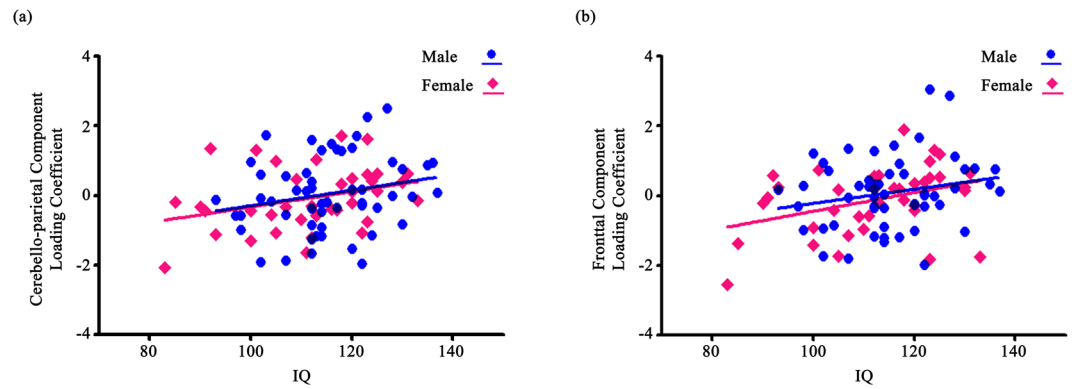 (a)
Cerebello-parietal Component
Loading Coefficient
4
2
0
-2
-4
80
100
120
140
IQ
Male
Female
(b)
Fronttal Component
Loading Coefficient
4
2
0
-2
-4
80
100
120
140
IQ
Male
Female